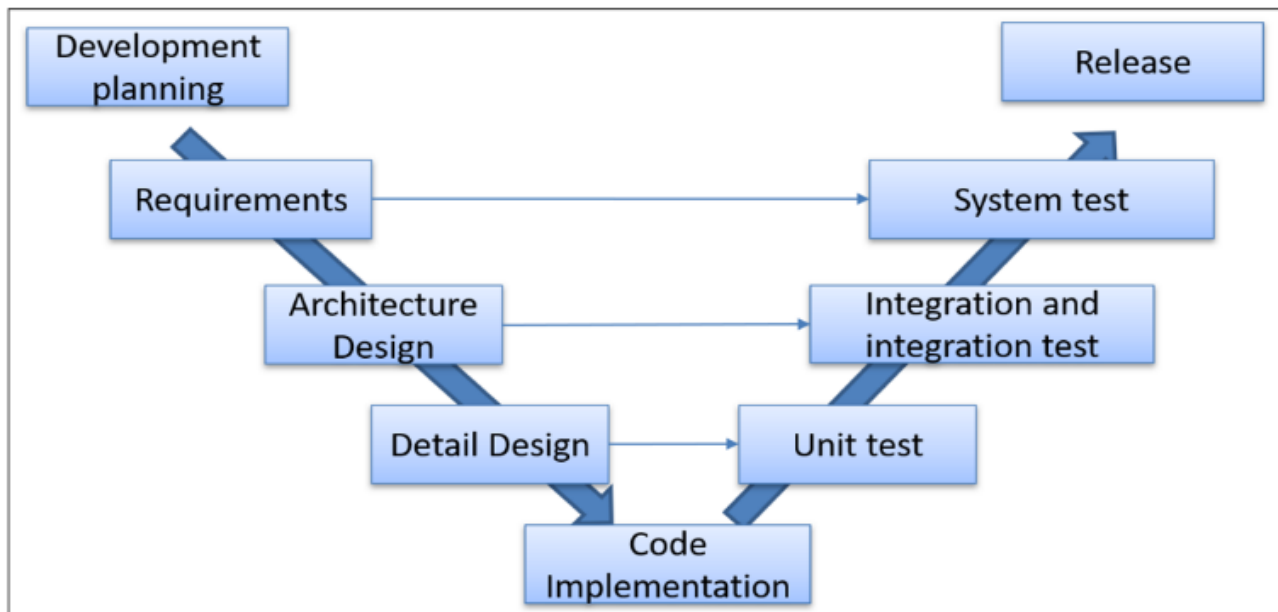 Development
planning
Release
Requirements
System test
Architecture
Design
Integration and
integration test
Detail Design
Unit test
Code
Implementation